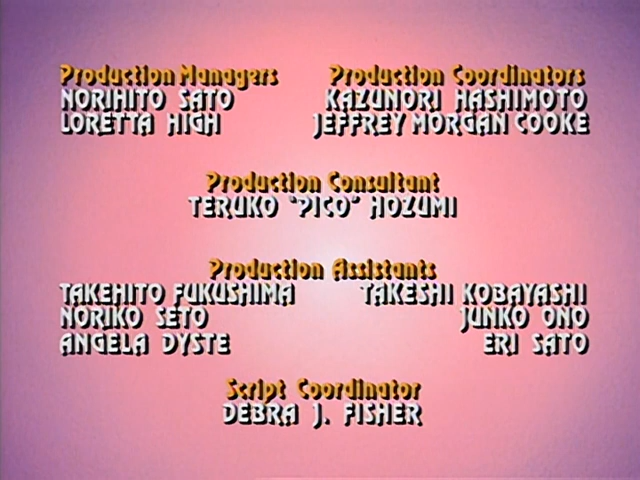 Production Managers
NORIHITO SATO
LORETTA HIGH
Production Coordinators
KAZUNORI HASHIMOTO
JEFFREY MORGAN COOKE
Production Consultant
TERUKO "PICO" HOZUMI
Production Assistants
TAKEHITO FUKUSHIMA
NORIKO SETO
ANGELA DYSTE
TAKESHI KOBAYASHI
JUNKO ONO
ERI SATO
Script Coordinator
DEBRA J. FISHER